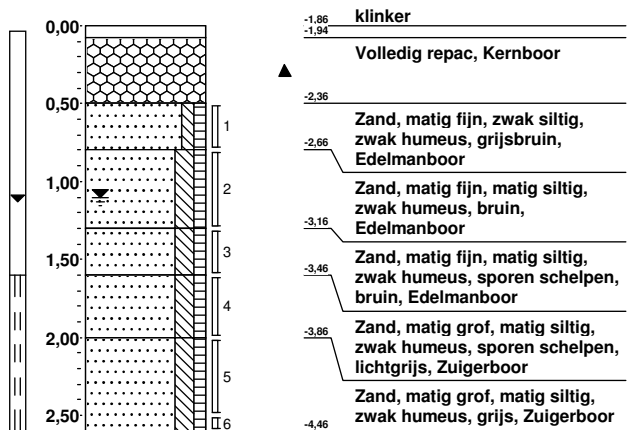 0,00
-1,86 klinker
-1,94
Volledig repac, Kernboor
0,50
-2,36
1
Zand, matig fijn, zwak siltig,
zwak humeus, grijsbruin,
Edelmanboor
-2,66
1,00
2
Zand, matig fijn, matig siltig,
zwak humeus, bruin,
Edelmanboor
-3,16
1,50
3
Zand, matig fijn, matig siltig,
zwak humeus, sporen schelpen,
bruin, Edelmanboor
-3,46
4
Zand, matig grof, matig siltig,
zwak humeus, sporen schelpen,
lichtgrijs, Zuigerboor
2,00
-3,86
5
Zand, matig grof, matig siltig,
zwak humeus, grijs, Zuigerboor
2,50
6
-4,46